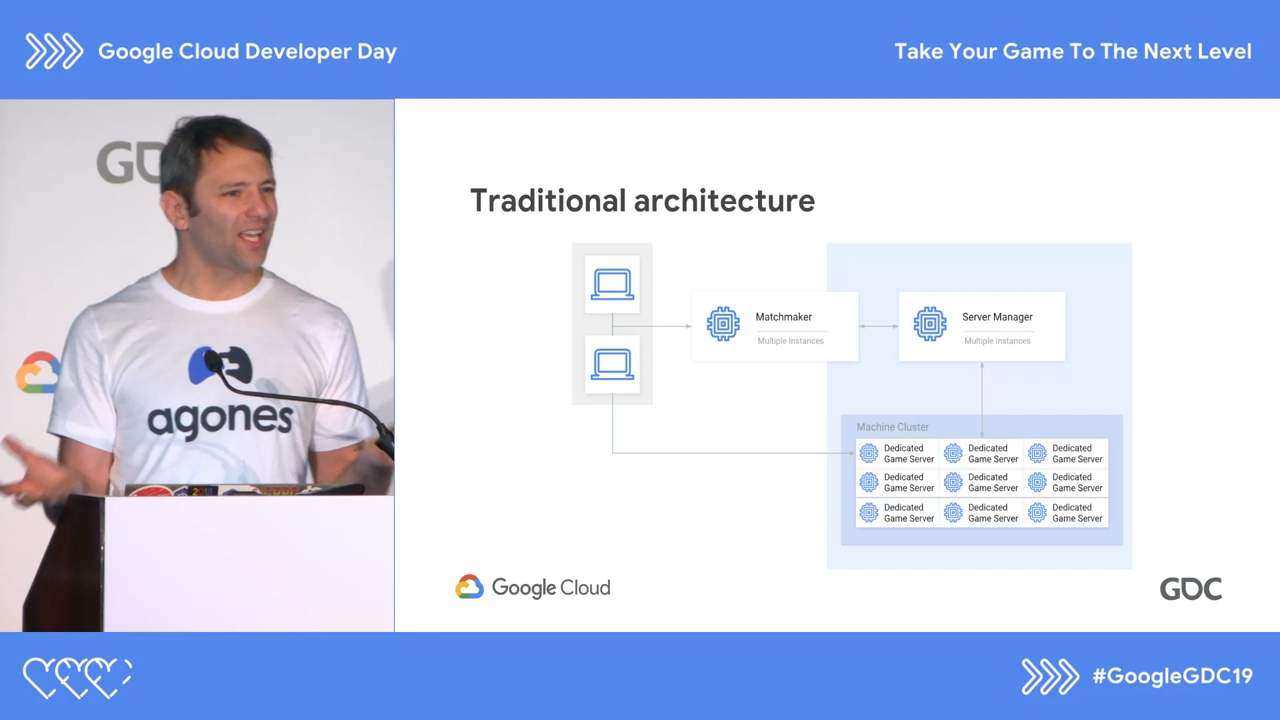 Google Cloud Developer Day
Take Your Game To The Next Level
GD
agones
Traditional architecture
Matchmaker
Multiple Instances
Server Manager
Multiple Instances
Machine Cluster
Dedicated
Game Server
Dedicated
Game Server
Dedicated
Game Server
Dedicated
Game Server
Dedicated
Game Server
Dedicated
Game Server
Dedicated
Game Server
Dedicated
Game Server
Dedicated
Game Server
Google Cloud
GDC
#GoogleGDC19